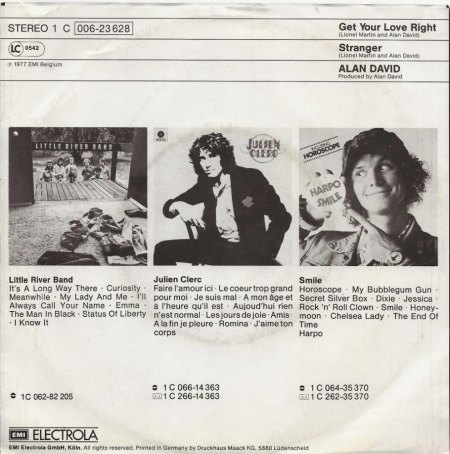 STEREO 1 C 006-23 628
LC 0542
℗ 1977 EMI Belgium
Get Your Love Right
(Lionel Martin and Alan David)
Stranger
(Lionel Martin and Alan David)
ALAN DAVID
Produced by Alan David
LITTLE RIVER BAND
JULIEN
CLERC
HOROSCOPE
HARPO
SMILE
Little River Band
It's A Long Way There · Curiosity ·
Meanwhile · My Lady And Me · I'll
Always Call Your Name · Emma ·
The Man In Black · Statue Of Liberty
· I Know It
1C 062-82 205
Julien Clerc
Faire l'amour ici · Le coeur trop grand
pour moi · Je suis mal · A mon âge et
à l'heure qu'il est · Aujourd'hui rien
n'est normal · Les jours de joie · Amis ·
A la fin je pleure · Romina · J'aime ton
corps
1C 066-14 363
1C 266-14 363
Smile
Horoscope · My Bubblegum Gun ·
Secret Silver Box · Dixie · Jessica ·
Rock 'n' Roll Clown · Smile · Honey-
moon · Chelsea Lady · The End Of
Time
Harpo
1C 064-35 370
1C 262-35 370
EMI ELECTROLA
EMI Electrola GmbH, Köln. All rights reserved. Printed in Germany by Druckhaus Maack KG, 5880 Lüdenscheid